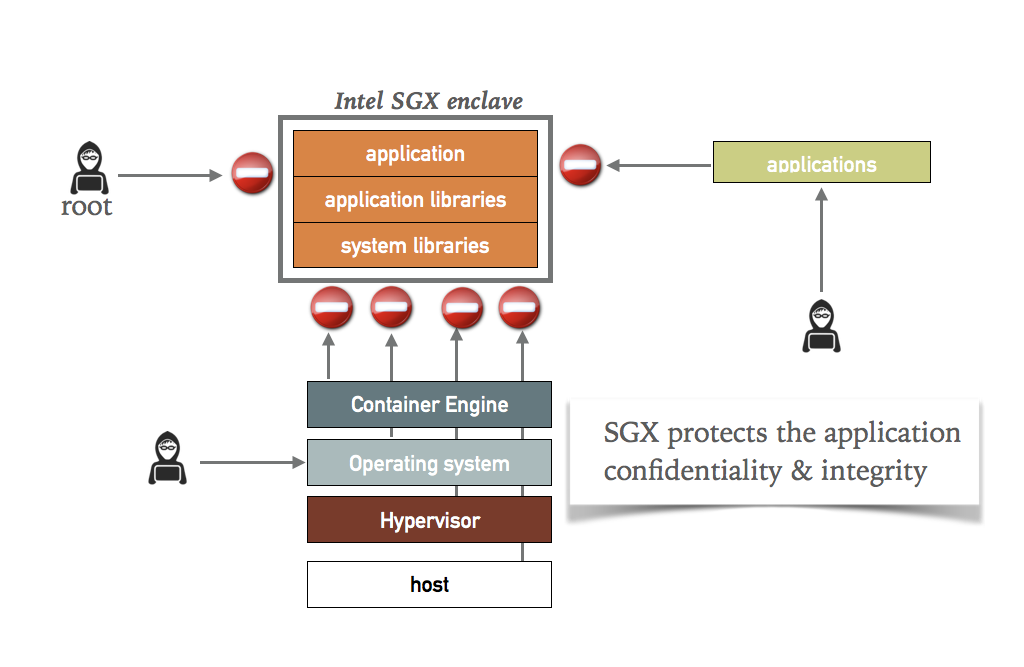 Intel SGX enclave
application
application libraries
system libraries
root
applications
Container Engine
Operating system
Hypervisor
host
SGX protects the application
confidentiality & integrity